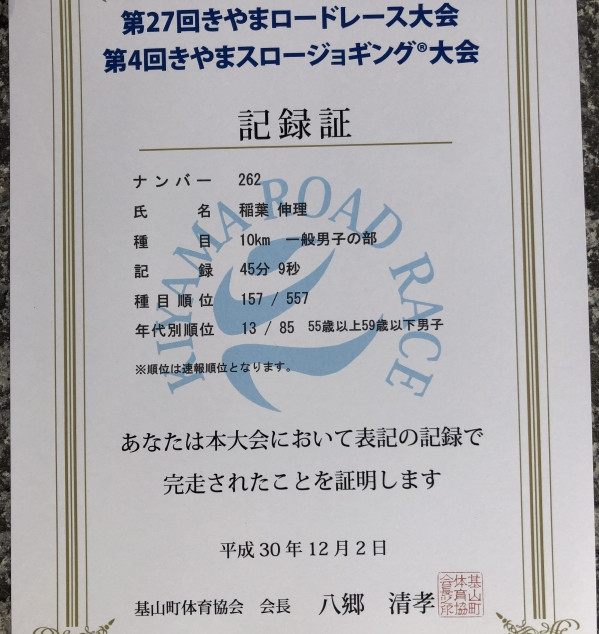 第27回きやまロードレース大会
第4回きやまスロージョギング®大会
記録証
ナンバー 262
氏名 稲葉 伸理
種目 10km 一般男子の部
記録 45分 9秒
種目順位 157 / 557
年代別順位 13 / 85 55歳以上59歳以下男子
※順位は速報順位となります。
KIYAMA ROAD RACE
あなたは本大会において表記の記録で
完走されたことを証明します
平成30年12月2日
基山町体育協会 会長 八郷 清孝
基山町体育協会長之印